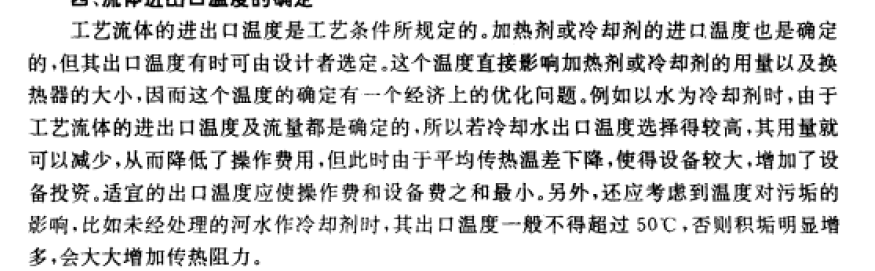 四、流体进出口温度的确定
工艺流体的进出口温度是工艺条件所规定的。加热剂或冷却剂的进口温度也是确定
的,但其出口温度有时可由设计者选定。这个温度直接影响加热剂或冷却剂的用量以及换
热器的大小,因而这个温度的确定有一个经济上的优化问题。例如以水为冷却剂时,由于
工艺流体的进出口温度及流量都是确定的,所以若冷却水出口温度选择得较高,其用量就
可以减少,从而降低了操作费用,但此时由于平均传热温差下降,使得设备较大,增加了设
备投资。适宜的出口温度应使操作费和设备费之和最小。另外,还应考虑到温度对污垢的
影响,比如未经处理的河水作冷却剂时,其出口温度一般不得超过 50℃,否则积垢明显增
多,会大大增加传热阻力。